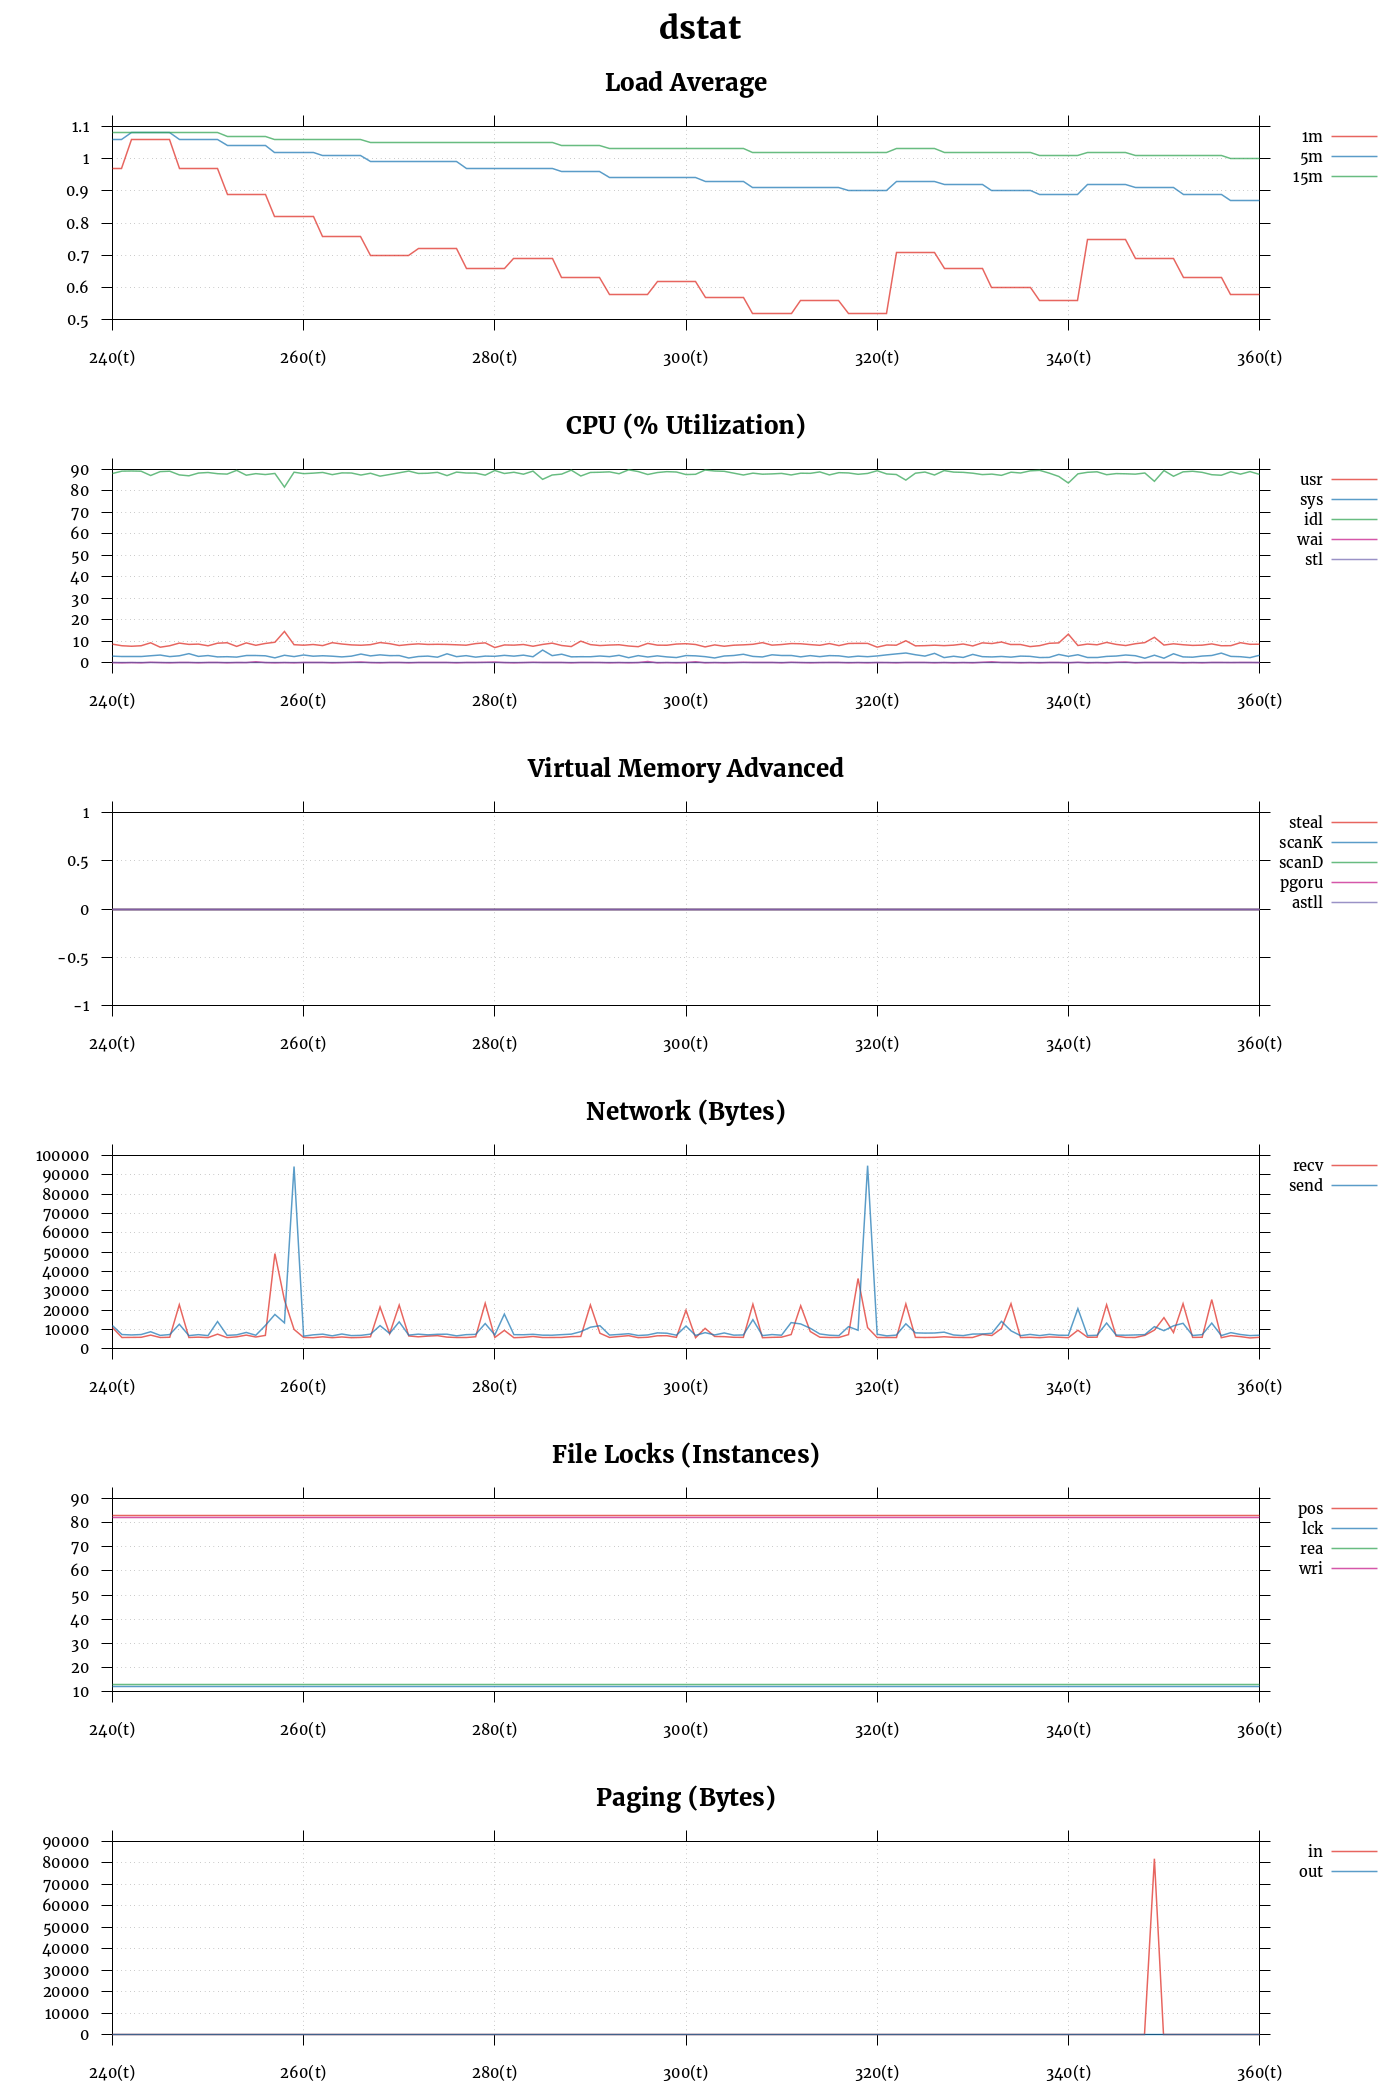 dstat
Load Average
1.1
1
0.9
0.8
0.7
0.6
0.5
240(t) 260(t) 280(t) 300(t) 320(t) 340(t) 360(t)
1m
5m
15m
CPU (% Utilization)
90
80
70
60
50
40
30
20
10
0
240(t) 260(t) 280(t) 300(t) 320(t) 340(t) 360(t)
usr
sys
idl
wai
stl
Virtual Memory Advanced
1
0.5
0
-0.5
-1
240(t) 260(t) 280(t) 300(t) 320(t) 340(t) 360(t)
steal
scanK
scanD
pgoru
astll
Network (Bytes)
100000
90000
80000
70000
60000
50000
40000
30000
20000
10000
0
240(t) 260(t) 280(t) 300(t) 320(t) 340(t) 360(t)
recv
send
File Locks (Instances)
90
80
70
60
50
40
30
20
10
240(t) 260(t) 280(t) 300(t) 320(t) 340(t) 360(t)
pos
lck
rea
wri
Paging (Bytes)
90000
80000
70000
60000
50000
40000
30000
20000
10000
0
240(t) 260(t) 280(t) 300(t) 320(t) 340(t) 360(t)
in
out